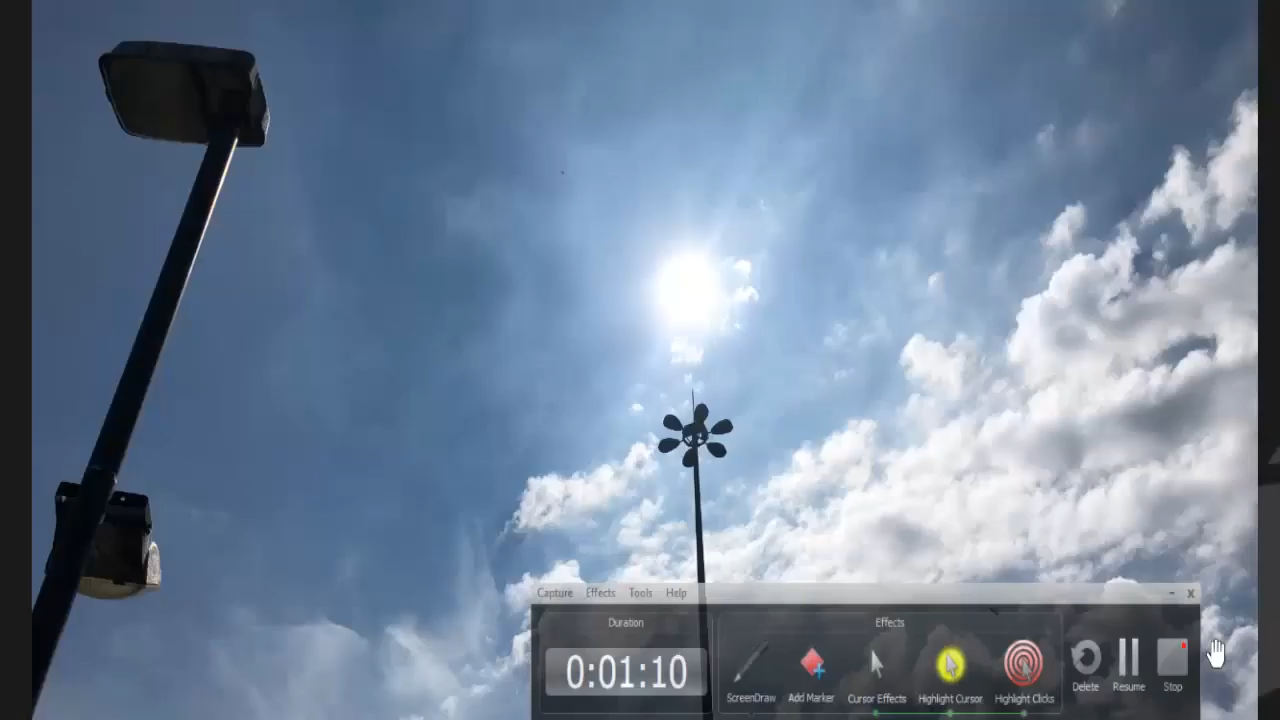 Capture Effects Tools Help
Duration
Effects
0:01:10
ScreenDraw
Add Marker
Cursor Effects
Highlight Cursor
Highlight Clicks
Delete
Resume
Stop